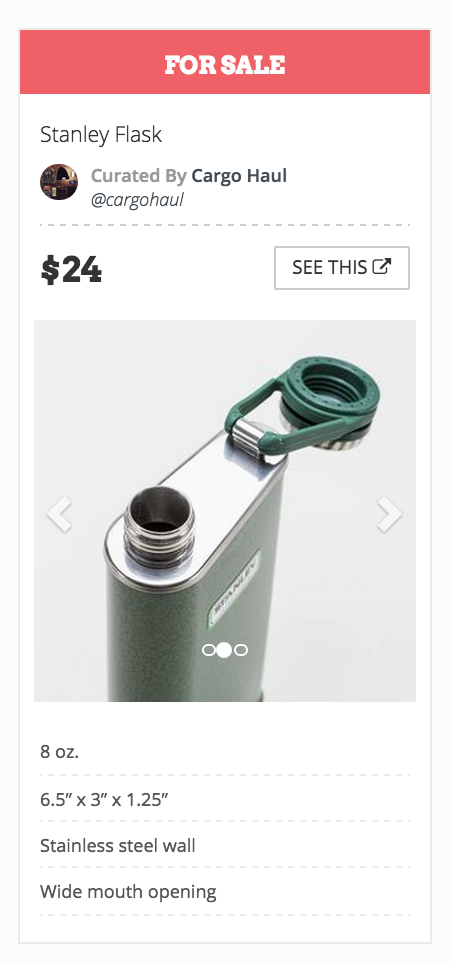 FOR SALE
Stanley Flask
Curated By Cargo Haul
@cargohaul
$24
SEE THIS
STANLEY
8 oz.
6.5” x 3” x 1.25”
Stainless steel wall
Wide mouth opening